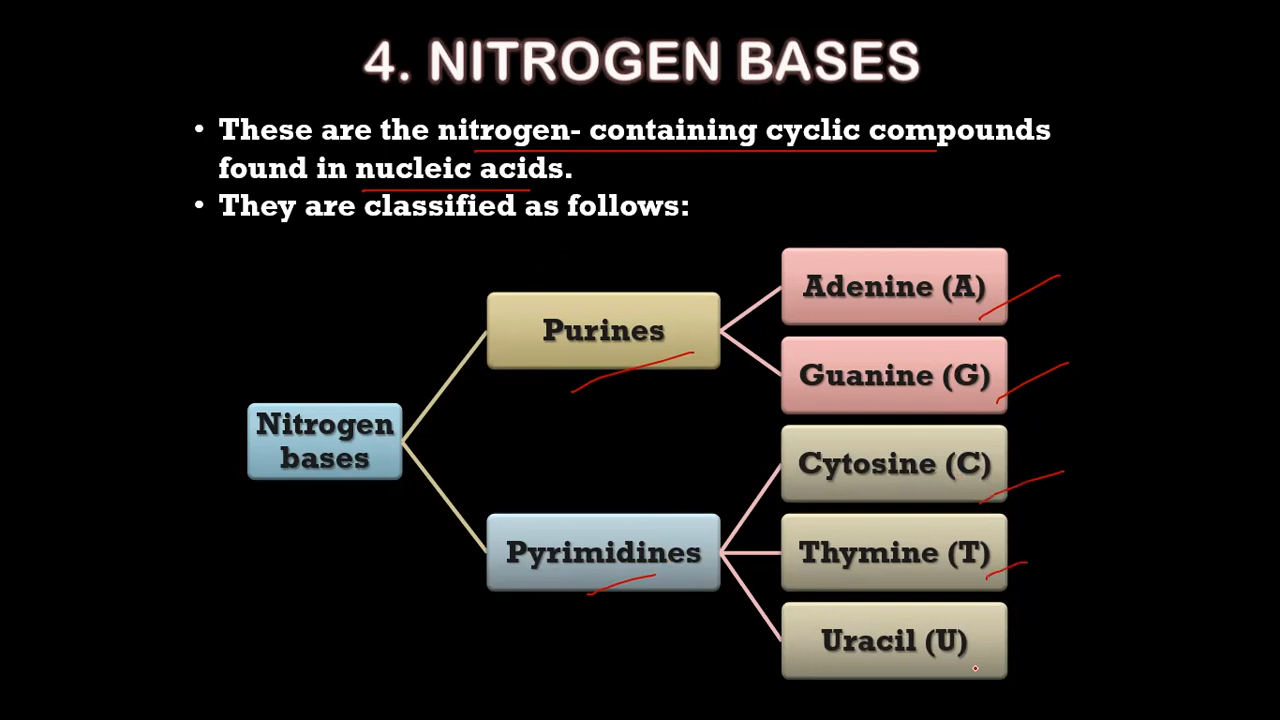 4. NITROGEN BASES
• These are the nitrogen- containing cyclic compounds
found in nucleic acids.
• They are classified as follows:
Nitrogen
bases
Purines
Adenine (A)
Guanine (G)
Pyrimidines
Cytosine (C)
Thymine (T)
Uracil (U)